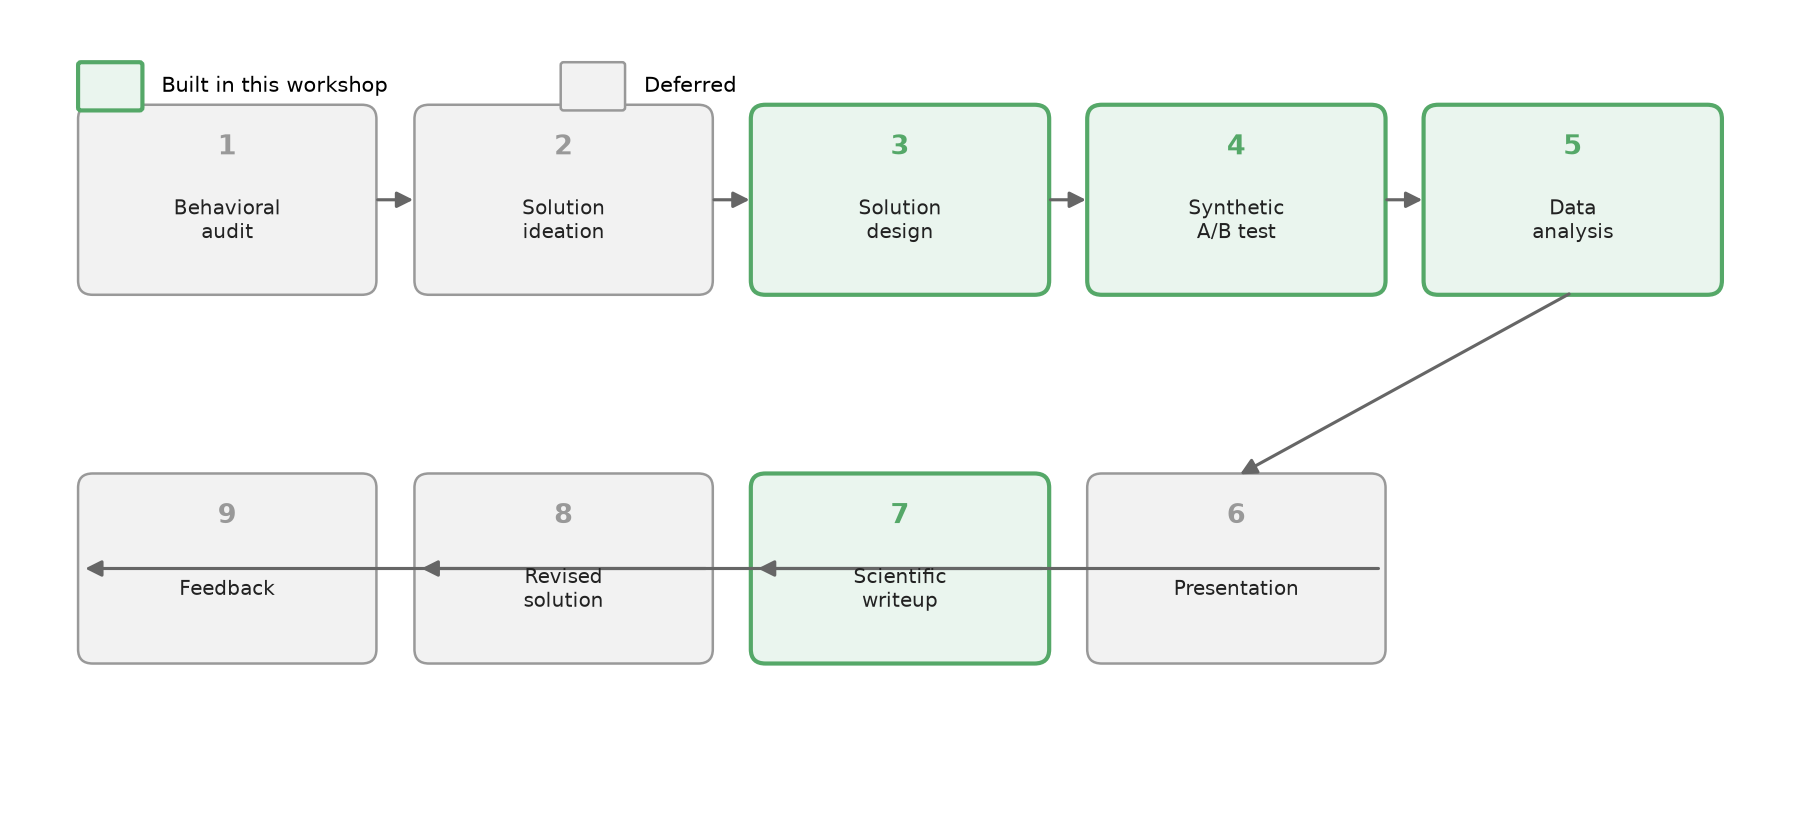 Built in this workshop
Deferred
1
Behavioral
audit
2
Solution
ideation
3
Solution
design
4
Synthetic
A/B test
5
Data
analysis
9
Feedback
8
Revised
solution
7
Scientific
writeup
6
Presentation